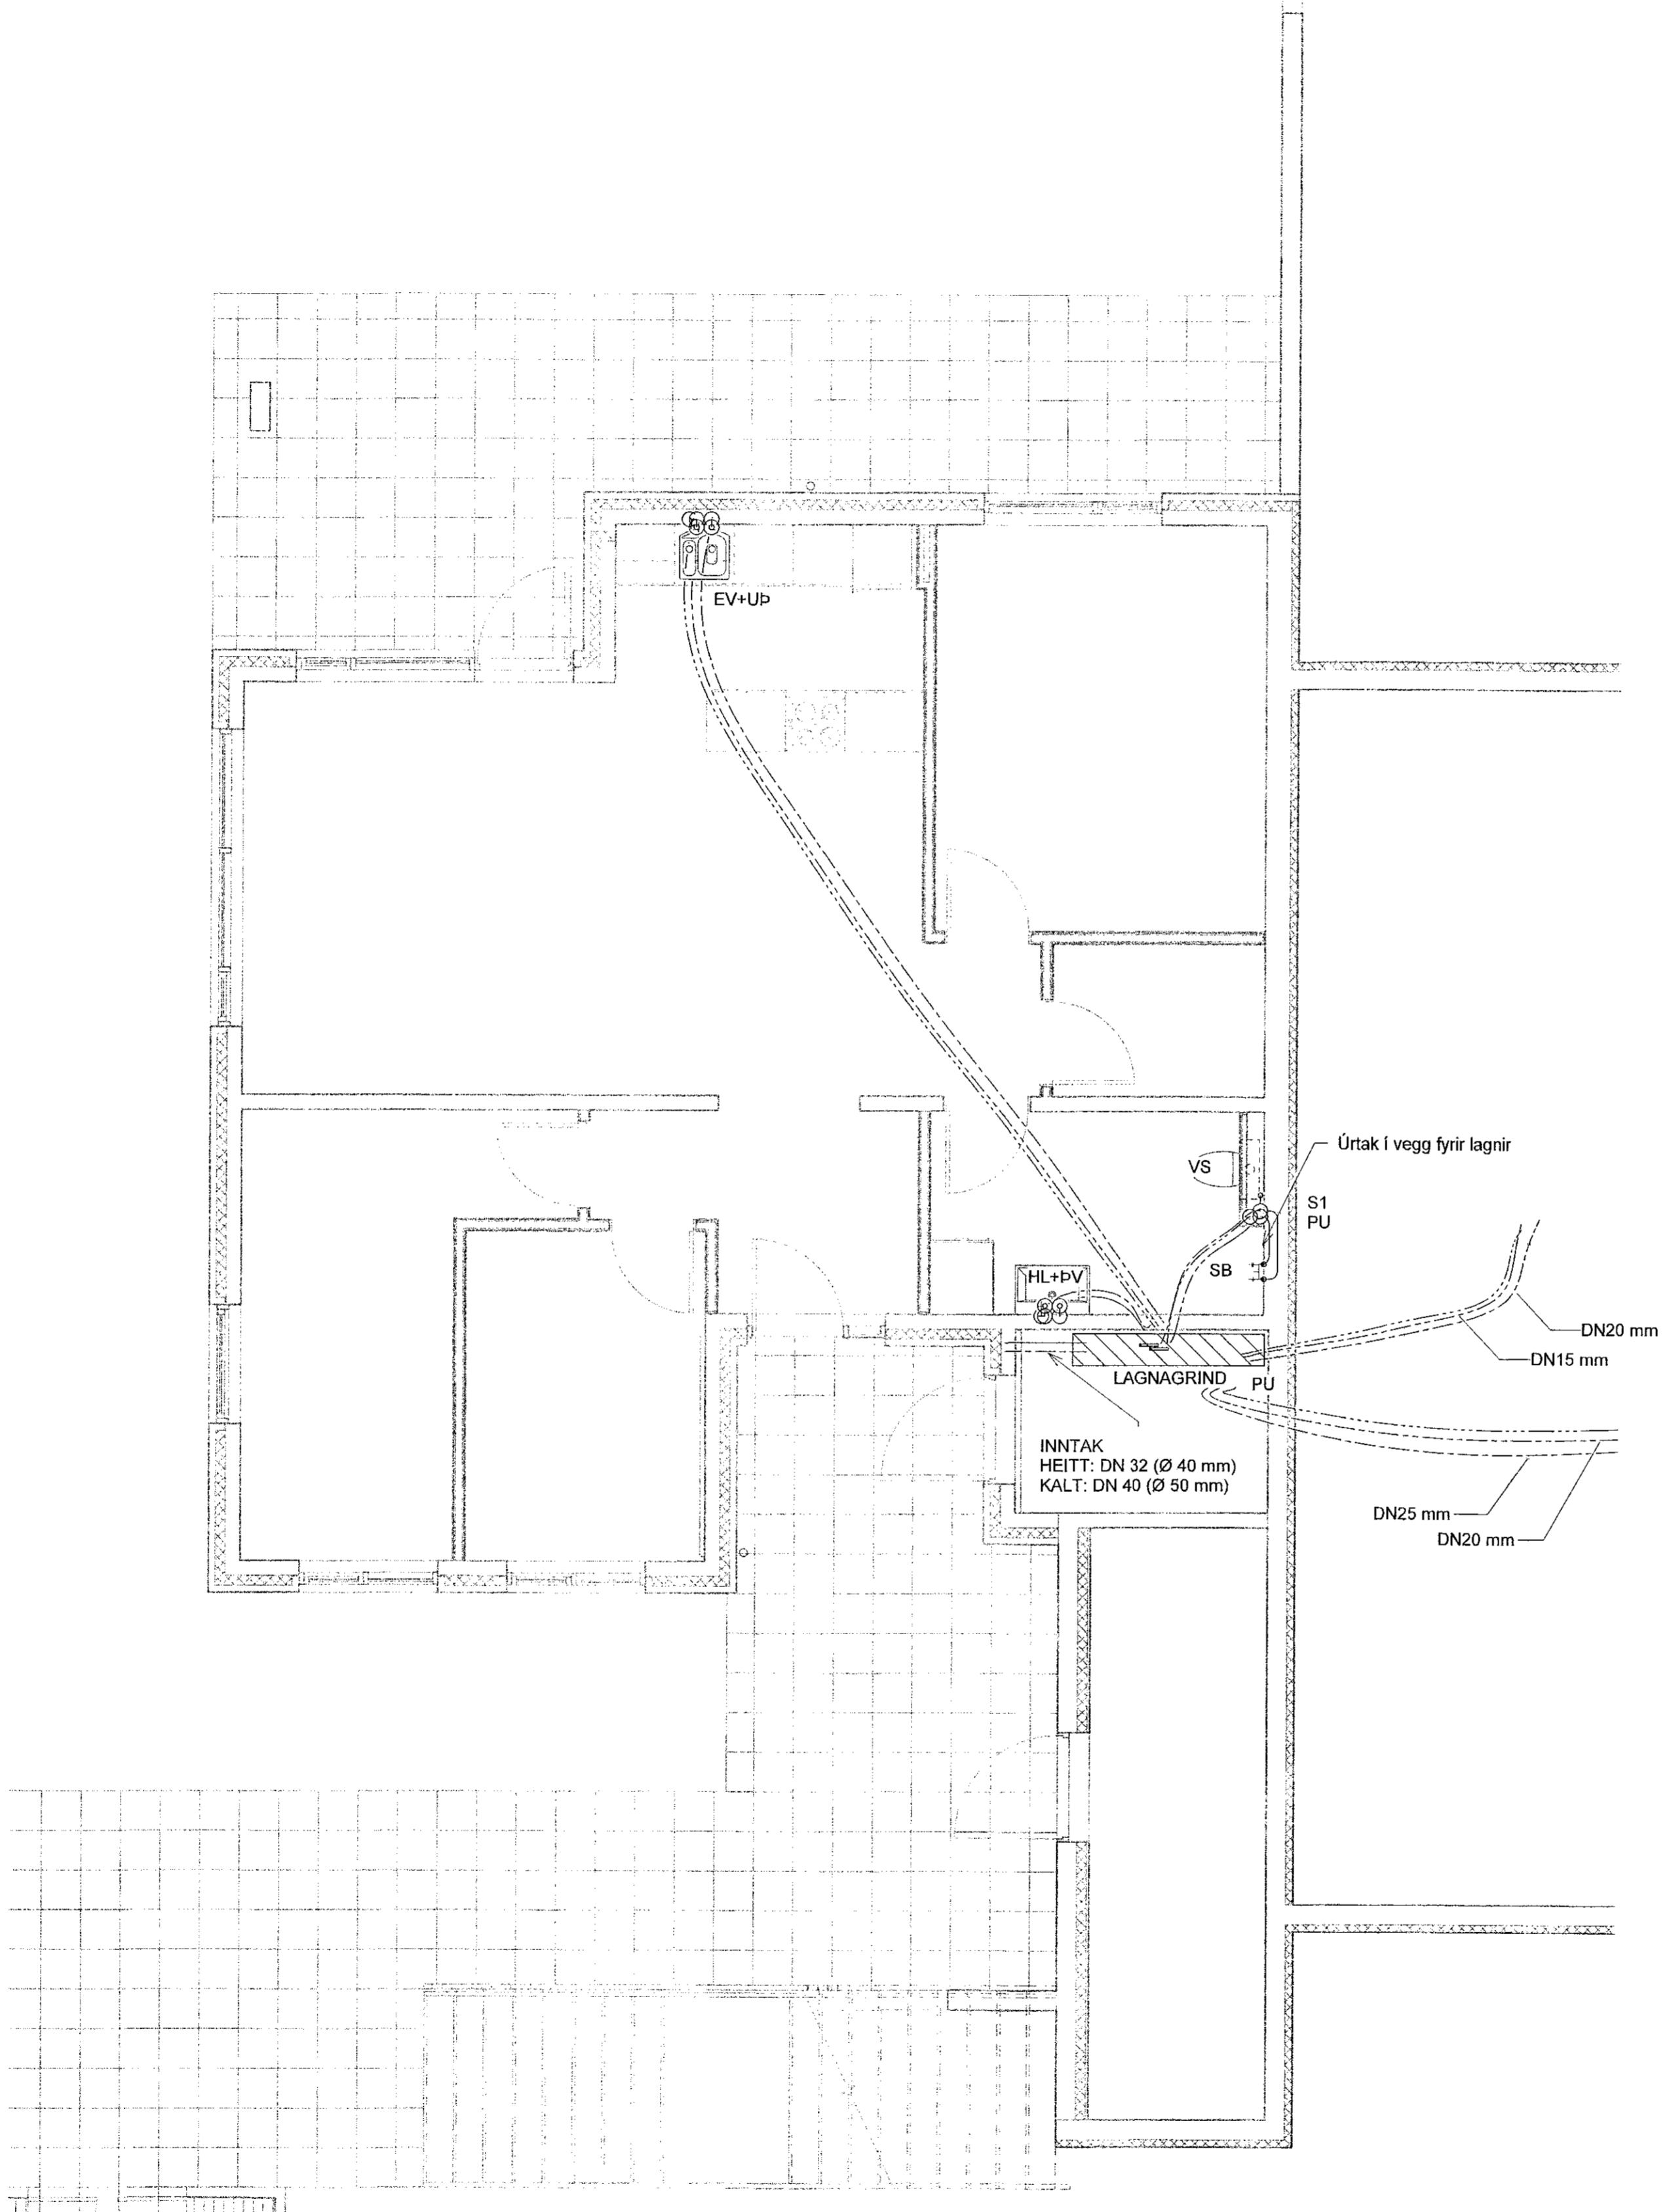 EV+UÞ
Úrtak í vegg fyrir lagnir
VS
S1
PU
SB
HL+ÞV
DN20 mm
DN15 mm
LAGNAGRIND
PU
INNTAK
HEITT: DN 32 (Ø 40 mm)
KALT: DN 40 (Ø 50 mm)
DN25 mm
DN20 mm